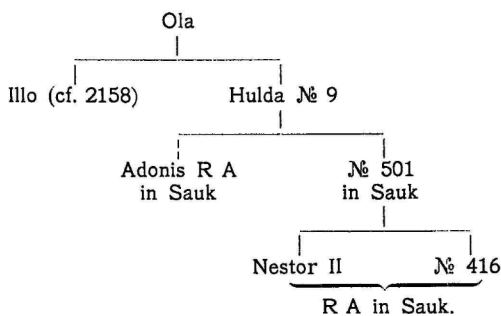 Ola
Illo (cf. 2158) Hulda № 9
Adonis R A № 501
in Sauk in Sauk
Nestor II № 416
R A in Sauk.